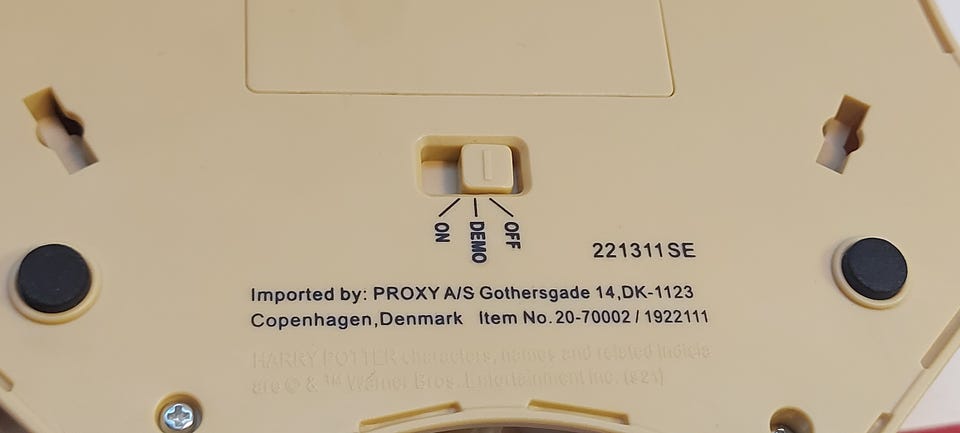 ON
DEMO
OFF
221311SE
Imported by: PROXY A/S Gothersgade 14,DK-1123
Copenhagen,Denmark Item No. 20-70002 / 1922111
HARRY POTTER characters, names and related indicia
are © & ™ Warner Bros. Entertainment Inc. (s21)